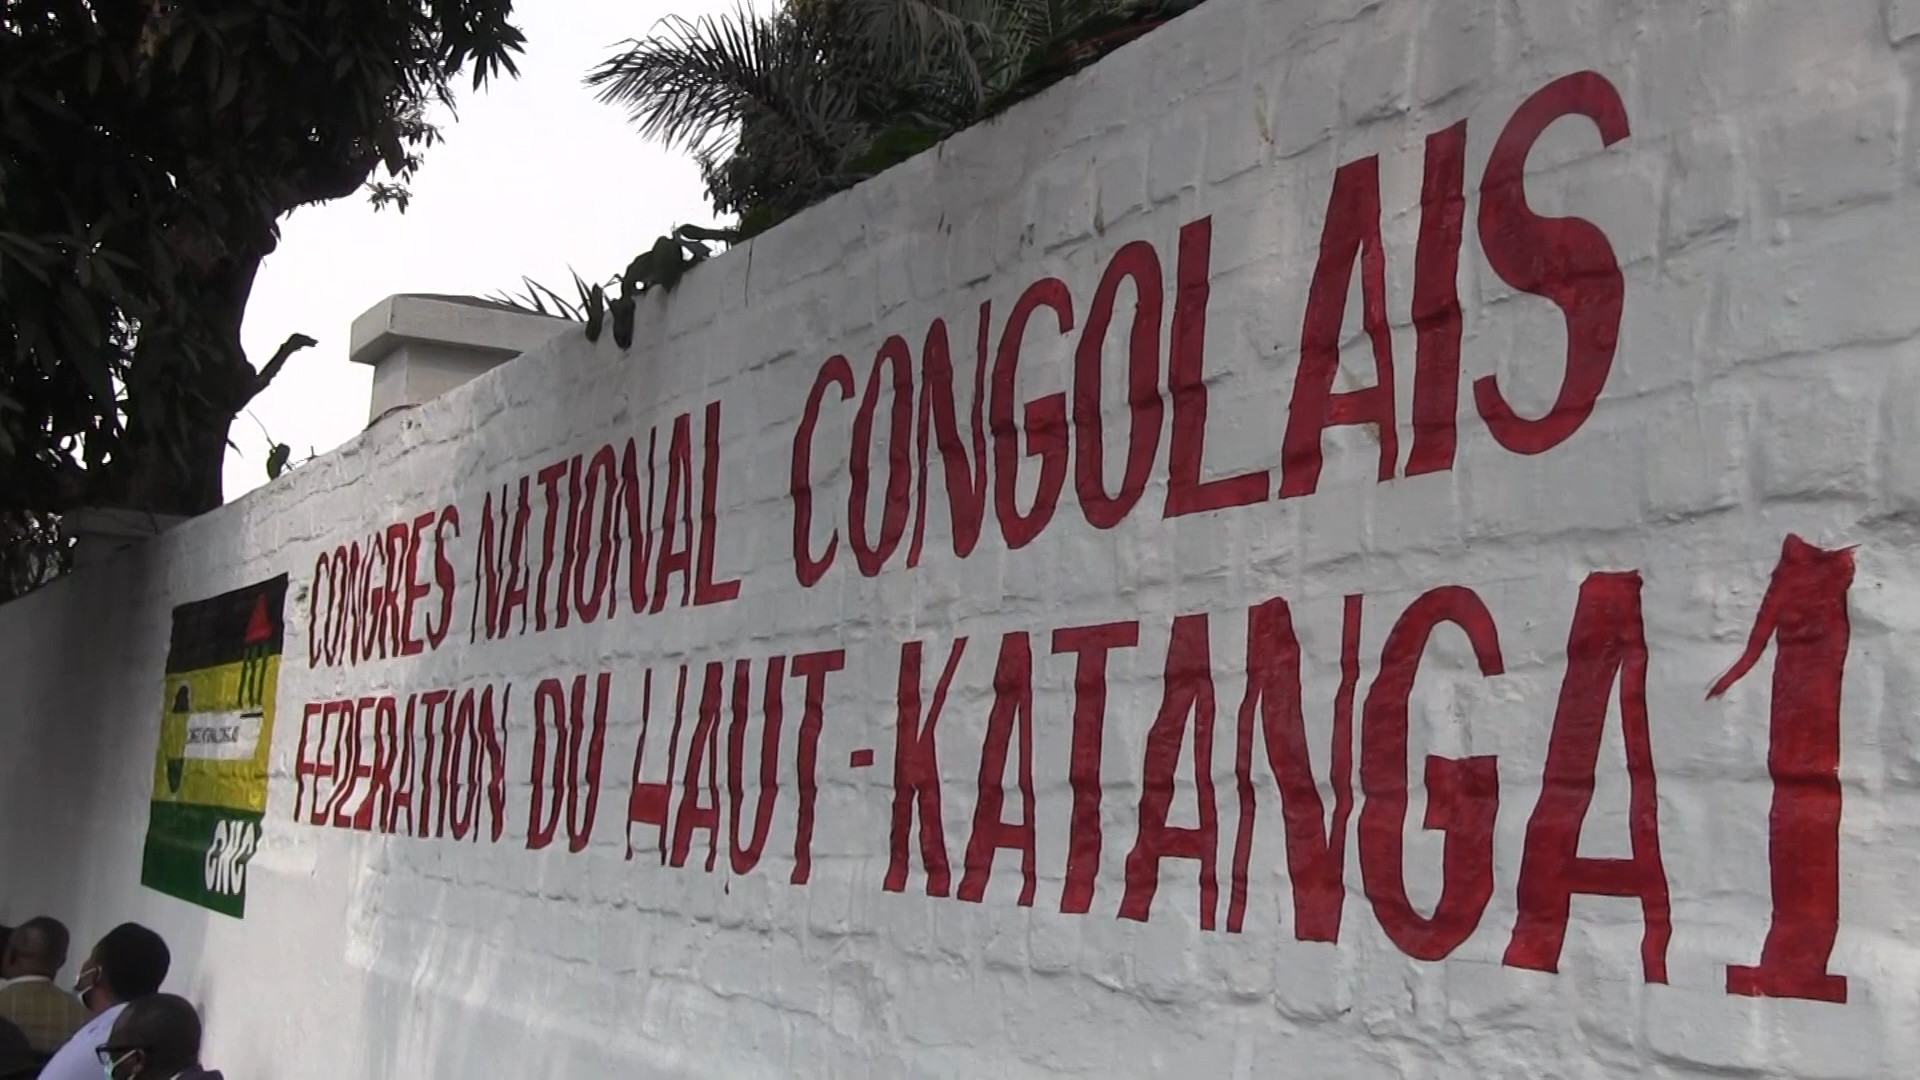 CONGRES NATIONAL CONGOLAIS
FEDERATION DU HAUT-KATANGA 1
CNC